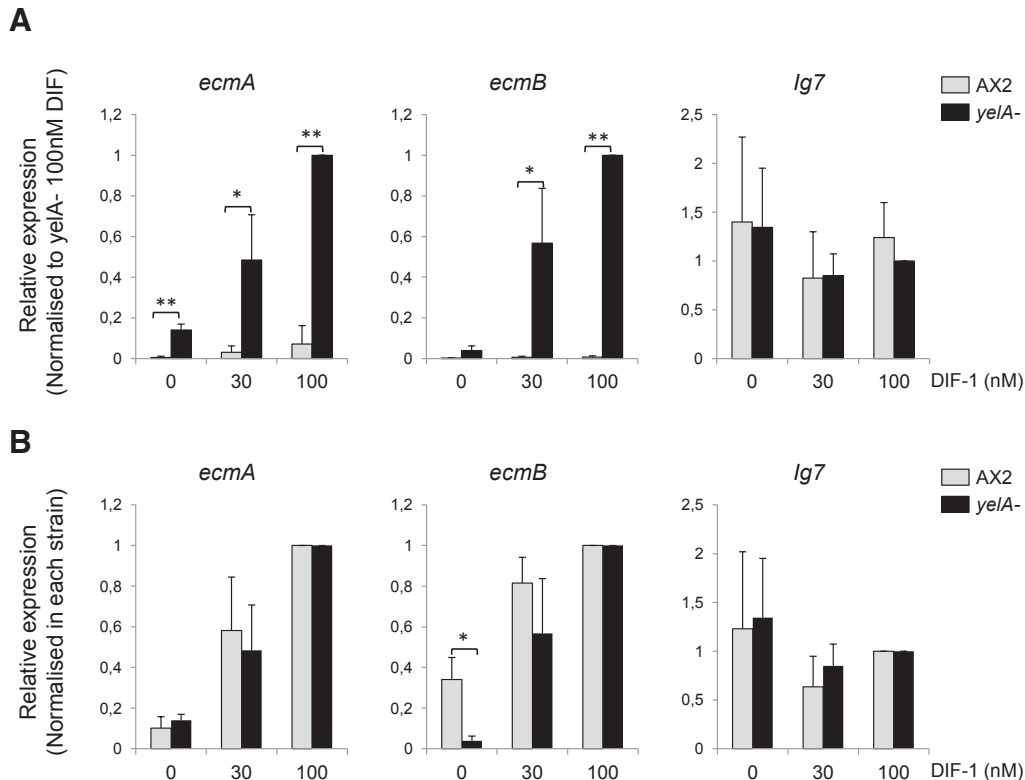 A
ecmA
ecmB
lg7
AX2
yelA-
Relative expression
(Normalised to yelA- 100nM DIF)
1,2
1
0,8
0,6
0,4
0,2
0
**
*
**
0 30 100
1,2
1
0,8
0,6
0,4
0,2
0
*
**
0 30 100
2,5
2
1,5
1
0,5
0
0 30 100 DIF-1 (nM)
B
ecmA
ecmB
lg7
AX2
yelA-
Relative expression
(Normalised in each strain)
1,2
1
0,8
0,6
0,4
0,2
0
0 30 100
1,2
1
0,8
0,6
0,4
0,2
0
*
0 30 100
2,5
2
1,5
1
0,5
0
0 30 100 DIF-1 (nM)